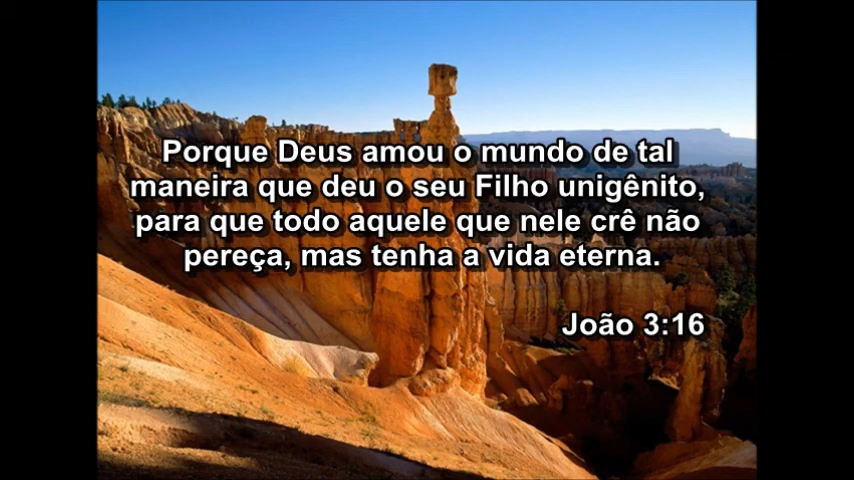 Porque Deus amou o mundo de tal
maneira que deu o seu Filho unigênito,
para que todo aquele que nele crê não
pereça, mas tenha a vida eterna.
João 3:16